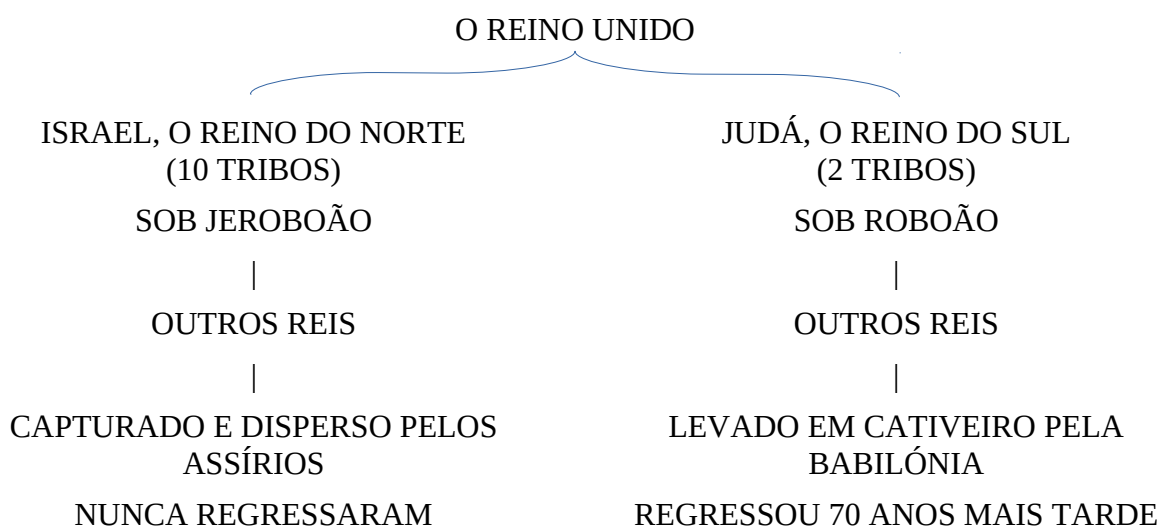 O REINO UNIDO
ISRAEL, O REINO DO NORTE
(10 TRIBOS)
SOB JEROBOÃO
|
OUTROS REIS
|
CAPTURADO E DISPERSO PELOS
ASSÍRIOS
NUNCA REGRESSARAM
JUDÁ, O REINO DO SUL
(2 TRIBOS)
SOB ROBOÃO
|
OUTROS REIS
|
LEVADO EM CATIVEIRO PELA
BABILÓNIA
REGRESSOU 70 ANOS MAIS TARDE